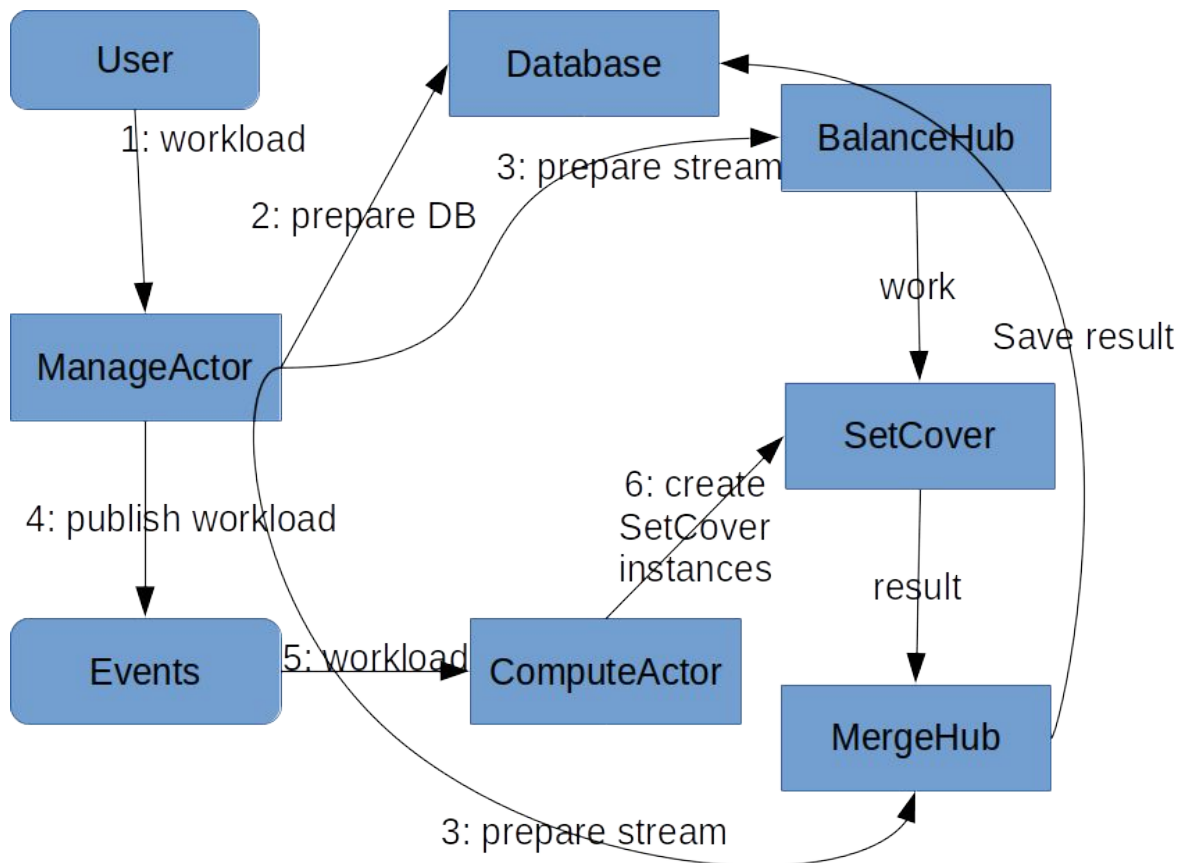 User
Database
1: workload
BalanceHub
3: prepare stream
2: prepare DB
work
Save result
ManageActor
SetCover
6: create
SetCover
instances
4: publish workload
result
Events
5: workload
ComputeActor
MergeHub
3: prepare stream